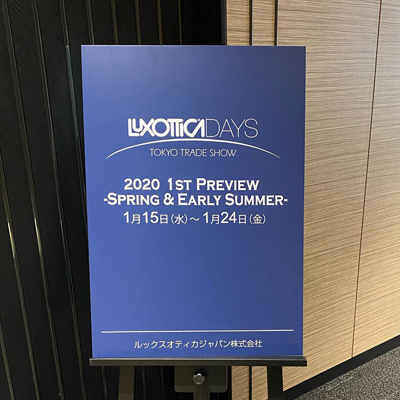 LUXOTTICA DAYS
TOKYO TRADE SHOW
2020 1ST PREVIEW
-SPRING & EARLY SUMMER-
1月15日(水)～1月24日(金)
ルックスオティカジャパン株式会社